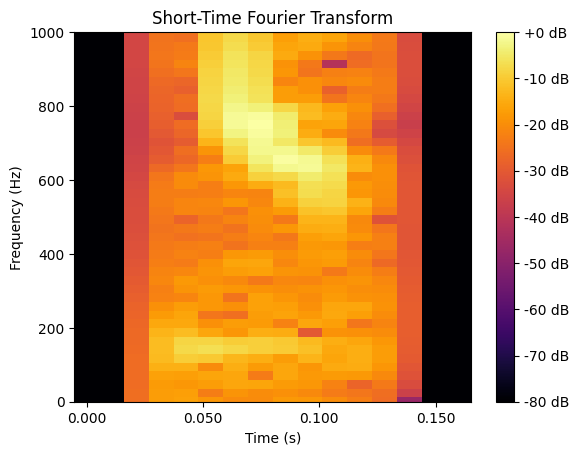 Short-Time Fourier Transform
1000
800
600
400
200
0
Frequency (Hz)
0.000
0.050
0.100
0.150
Time (s)
+0 dB
-10 dB
-20 dB
-30 dB
-40 dB
-50 dB
-60 dB
-70 dB
-80 dB